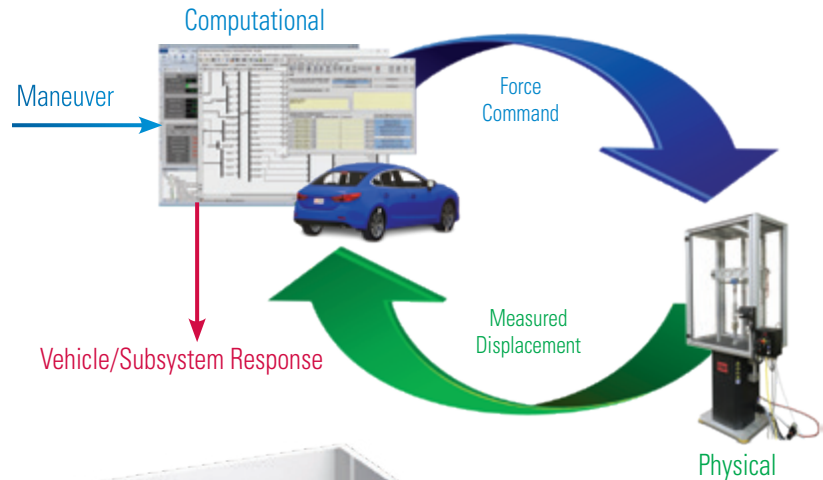 Computational
Maneuver
Force
Command
Measured
Displacement
Vehicle/Subsystem Response
Physical